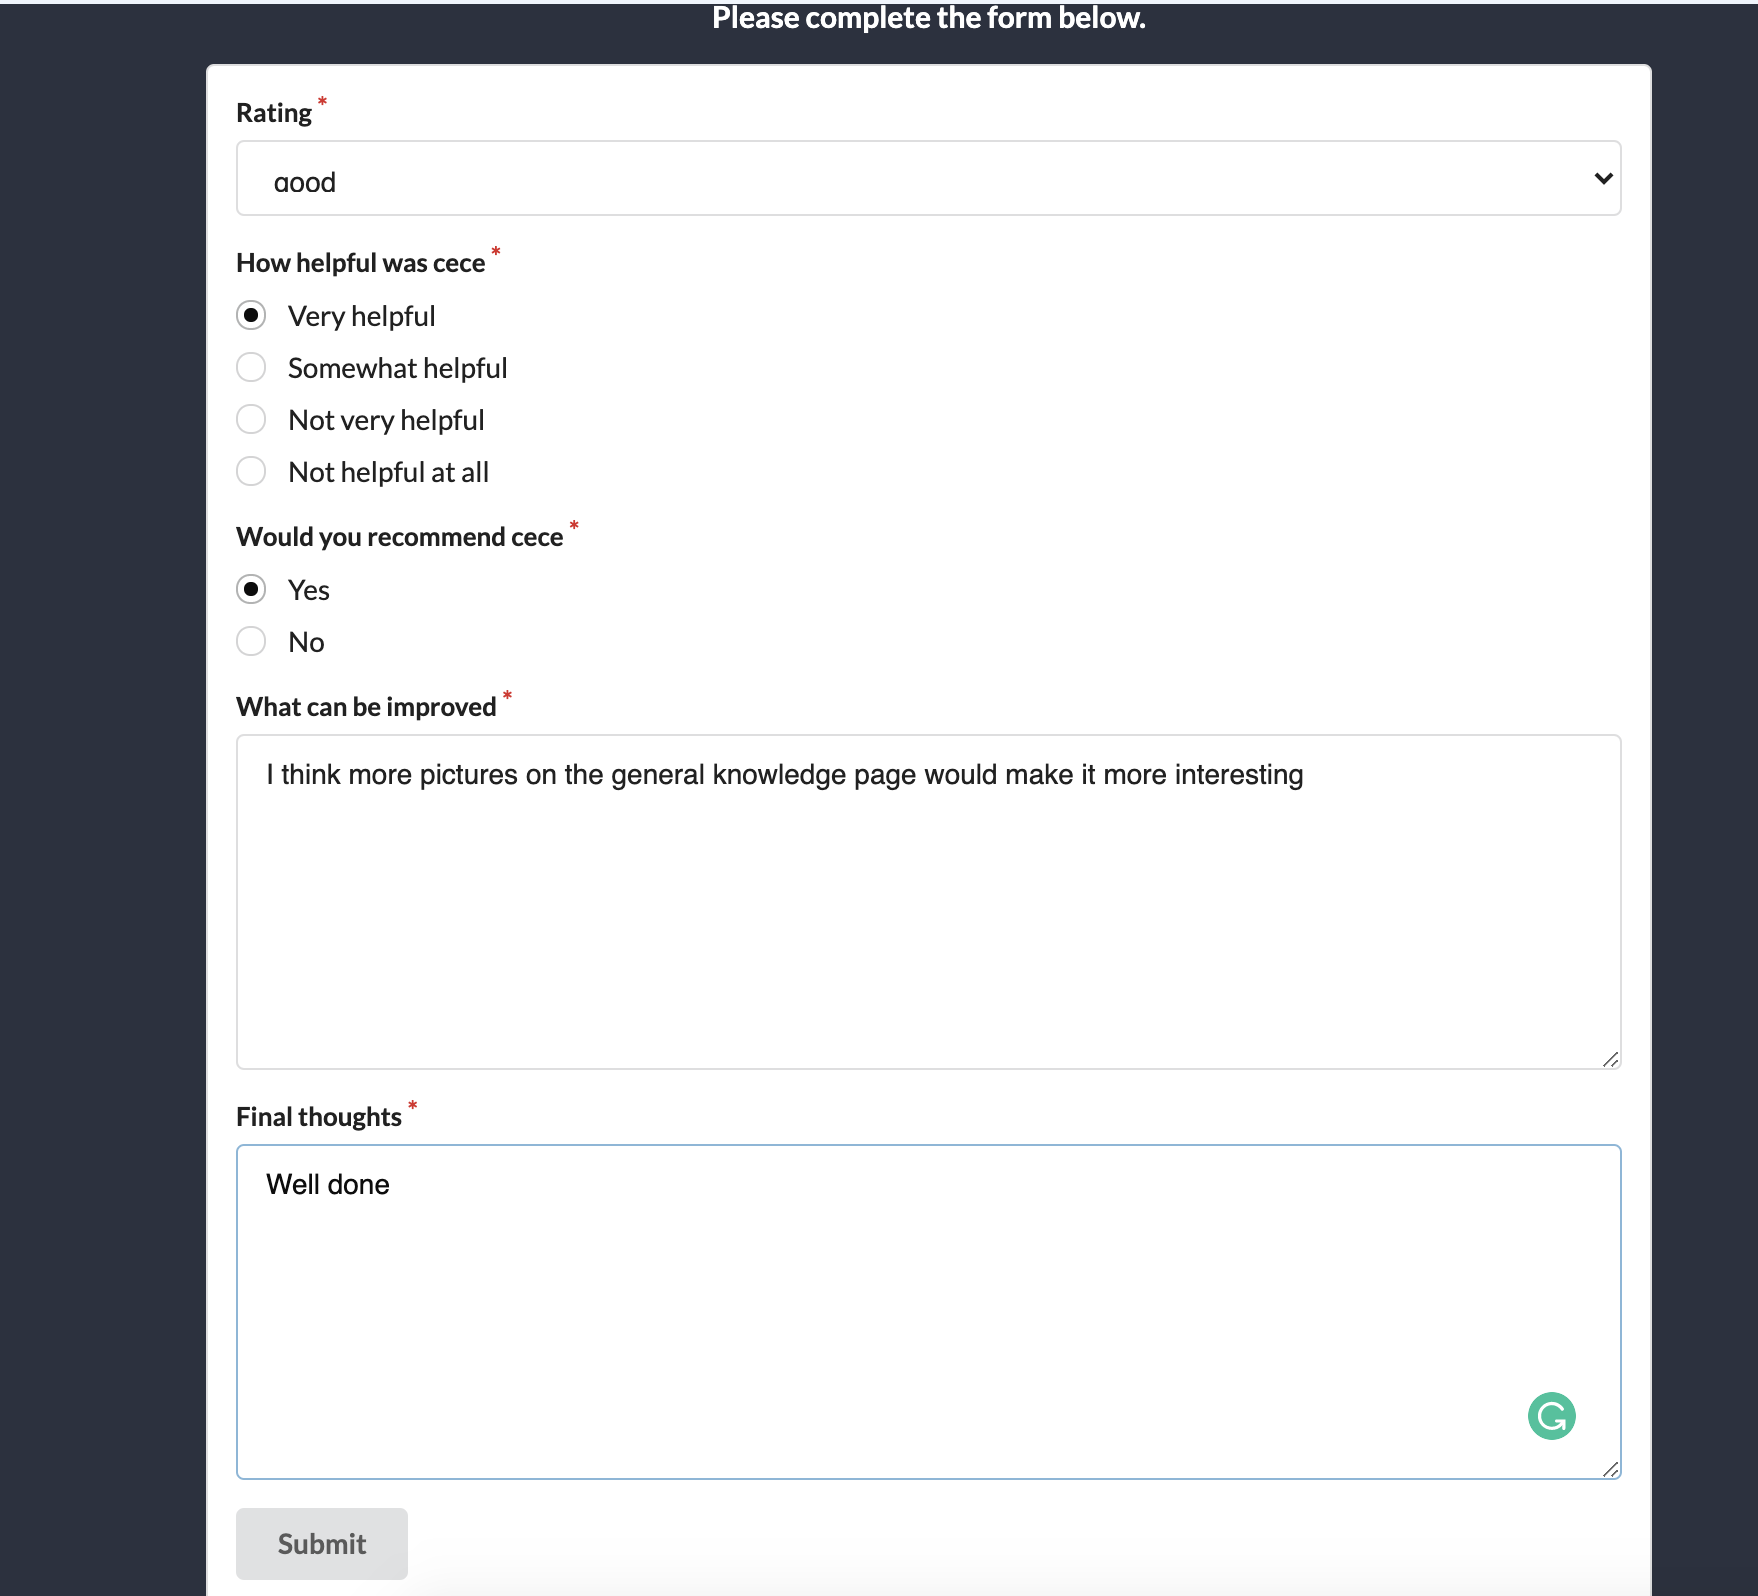 Please complete the form below.
Rating *
good
How helpful was cece *
Very helpful
Somewhat helpful
Not very helpful
Not helpful at all
Would you recommend cece *
Yes
No
What can be improved *
I think more pictures on the general knowledge page would make it more interesting
Final thoughts *
Well done
Submit